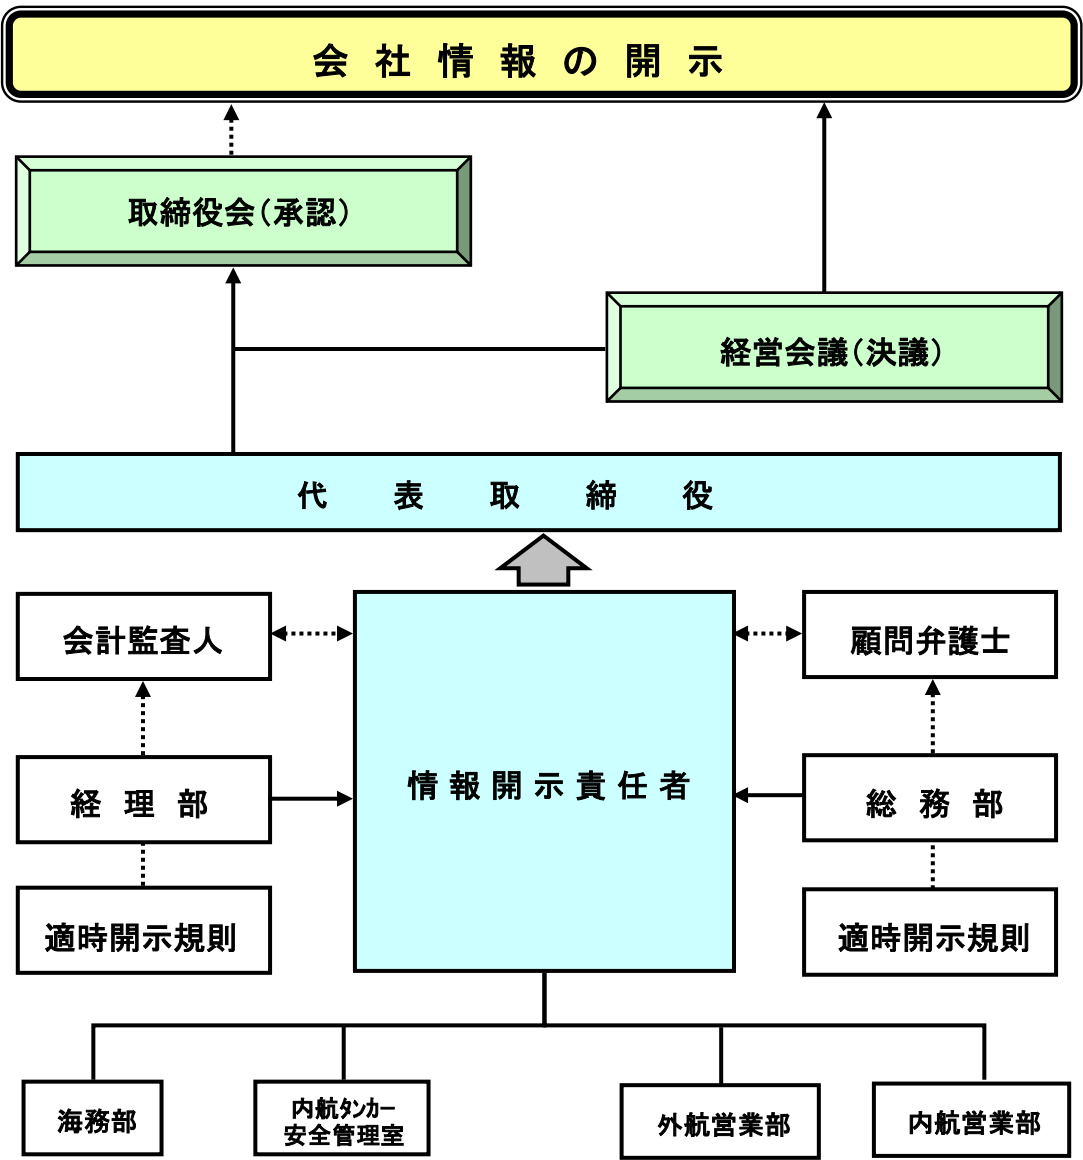 会社情報の開示
取締役会(承認)
経営会議(決議)
代表取締役
会計監査人
顧問弁護士
情報開示責任者
経理部
総務部
適時開示規則
適時開示規則
海務部
内航ﾀﾝｶｰ
安全管理室
外航営業部
内航営業部